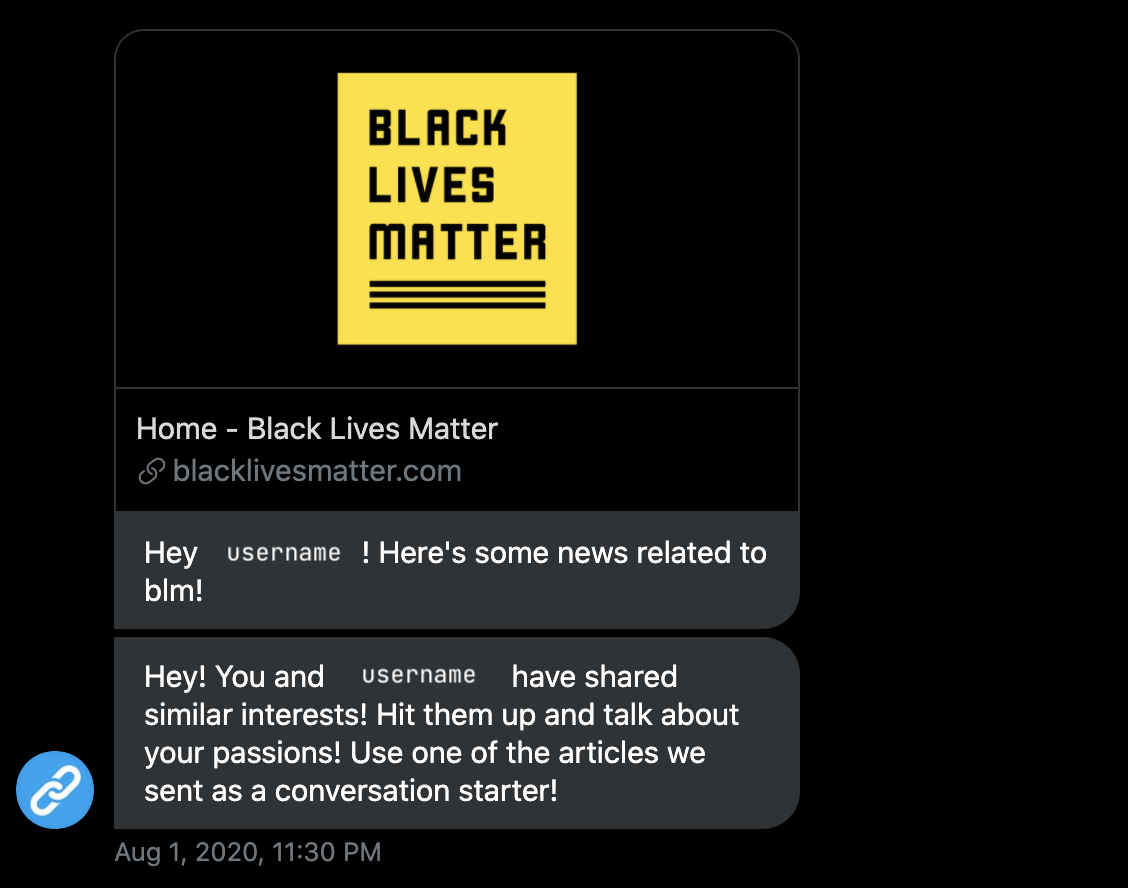 BLACK
LIVES
MATTER
Home - Black Lives Matter
blacklivesmatter.com
Hey username ! Here's some news related to
blm!
Hey! You and username have shared
similar interests! Hit them up and talk about
your passions! Use one of the articles we
sent as a conversation starter!
Aug 1, 2020, 11:30 PM